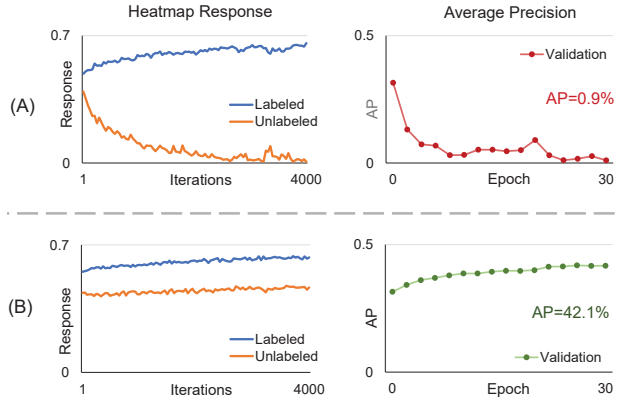 Heatmap Response
Average Precision
(A)
0.7
Response
Labeled
Unlabeled
0
1
Iterations
4000
0.5
AP
Validation
AP=0.9%
0
0
Epoch
30
(B)
0.7
Response
Labeled
Unlabeled
0
1
Iterations
4000
0.5
AP
AP=42.1%
Validation
0
0
Epoch
30